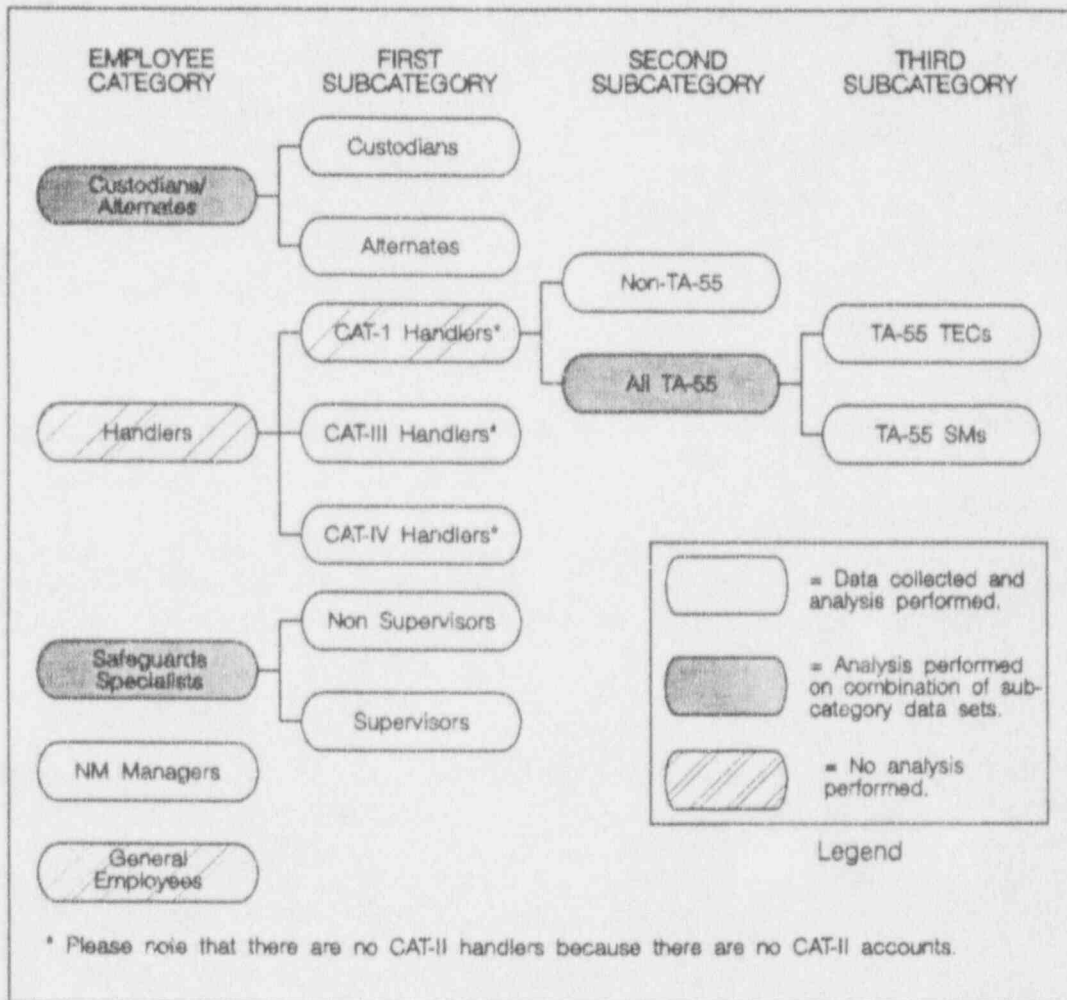 EMPLOYEE
CATEGORY
FIRST
SUBCATEGORY
SECOND
SUBCATEGORY
THIRD
SUBCATEGORY
Custodians/
Alternates
Custodians
Alternates
Handlers
CAT-1 Handlers*
CAT-III Handlers*
CAT-IV Handlers*
Non-TA-55
All TA-55
TA-55 TECs
TA-55 SMs
Safeguards
Specialists
Non Supervisors
Supervisors
NM Managers
General
Employees
= Data collected and
analysis performed.
= Analysis performed
on combination of sub-
category data sets.
= No analysis
performed.
Legend
* Please note that there are no CAT-II handlers because there are no CAT-II accounts.